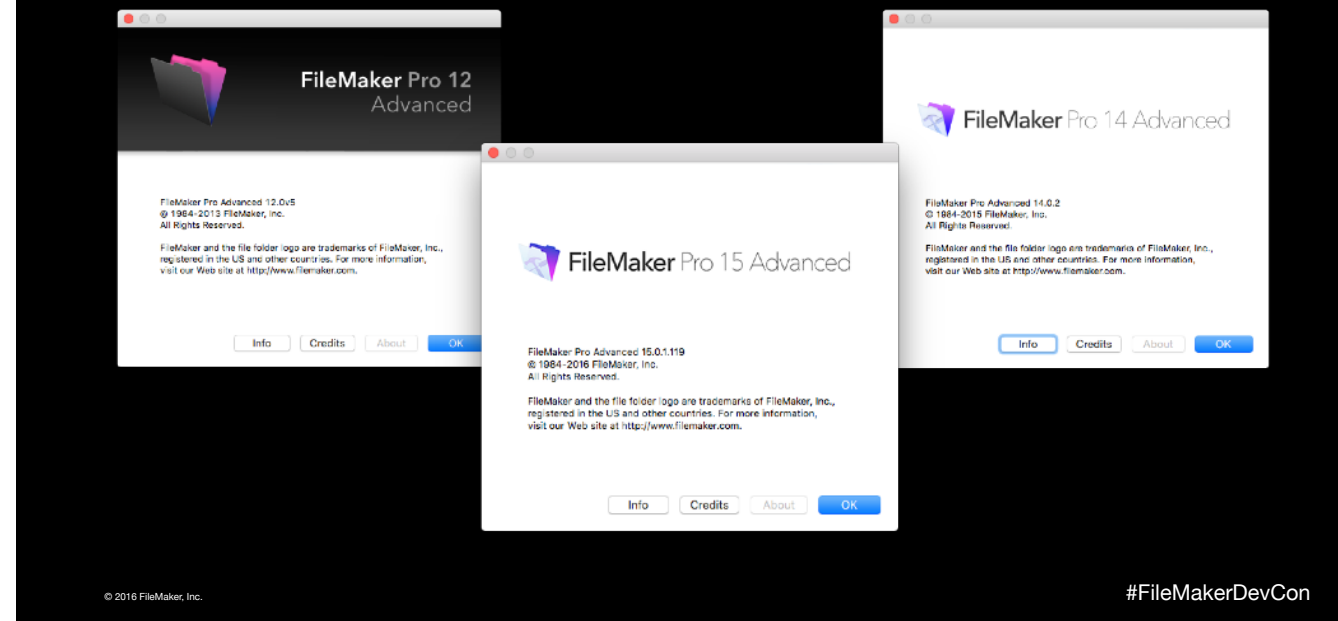 FileMaker Pro 12
Advanced
FileMaker Pro Advanced 12.0v5
© 1984-2013 FileMaker, Inc.
All Rights Reserved.
FileMaker and the file folder logo are trademarks of FileMaker, Inc.,
registered in the US and other countries. For more information,
visit our Web site at http://www.filemaker.com.
Info
Credits
About
OK
FileMaker Pro 14 Advanced
FileMaker Pro Advanced 14.0.2
© 1984-2015 FileMaker, Inc.
All Rights Reserved.
FileMaker and the file folder logo are trademarks of FileMaker, Inc.,
registered in the US and other countries. For more information,
visit our Web site at http://www.filemaker.com.
Info
Credits
About
OK
FileMaker Pro 15 Advanced
FileMaker Pro Advanced 15.0.1.119
© 1984-2016 FileMaker, Inc.
All Rights Reserved.
FileMaker and the file folder logo are trademarks of FileMaker, Inc.,
registered in the US and other countries. For more information,
visit our Web site at http://www.filemaker.com.
Info
Credits
About
OK
© 2016 FileMaker, Inc.
#FileMakerDevCon